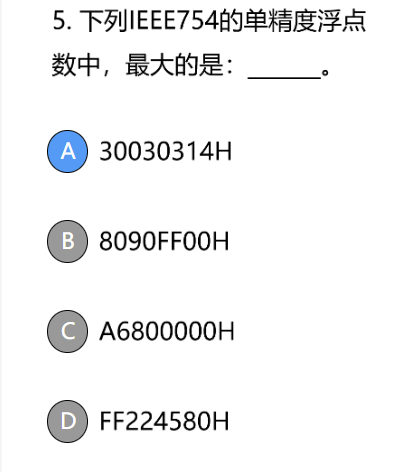 5. 下列IEEE754的单精度浮点
数中，最大的是：______。
A 30030314H
B 8090FF00H
C A6800000H
D FF224580H